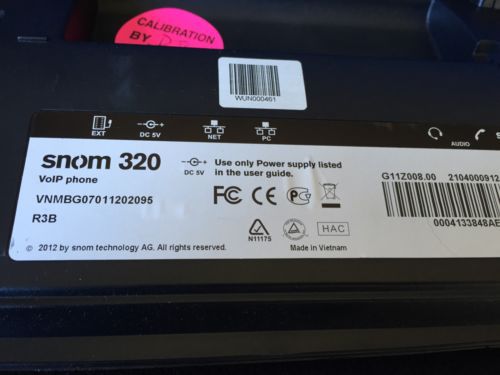 CALIBRATION
BY
WUN000461
EXT
DC 5V
NET
PC
AUDIO
snom 320
VoIP phone
DC 5V
Use only Power supply listed
in the user guide.
G11Z008.00 2104000912
VNMBG07011202095
R3B
FC CE
0004133848AE
N11175
HAC
© 2012 by snom technology AG. All rights reserved.
Made in Vietnam